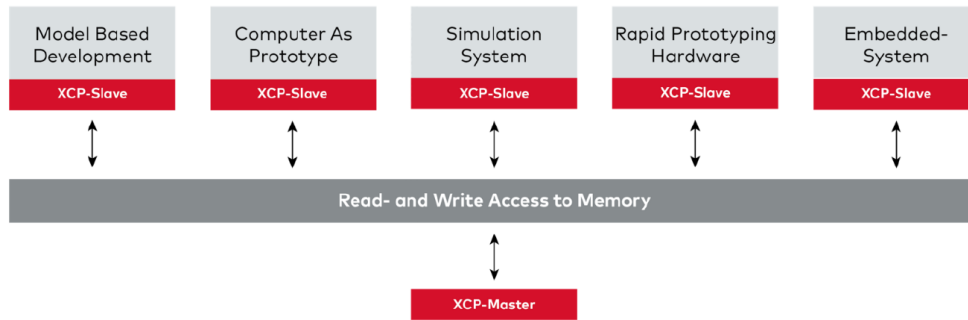 Model Based
Development
XCP-Slave
Computer As
Prototype
XCP-Slave
Simulation
System
XCP-Slave
Rapid Prototyping
Hardware
XCP-Slave
Embedded-
System
XCP-Slave
Read- and Write Access to Memory
XCP-Master